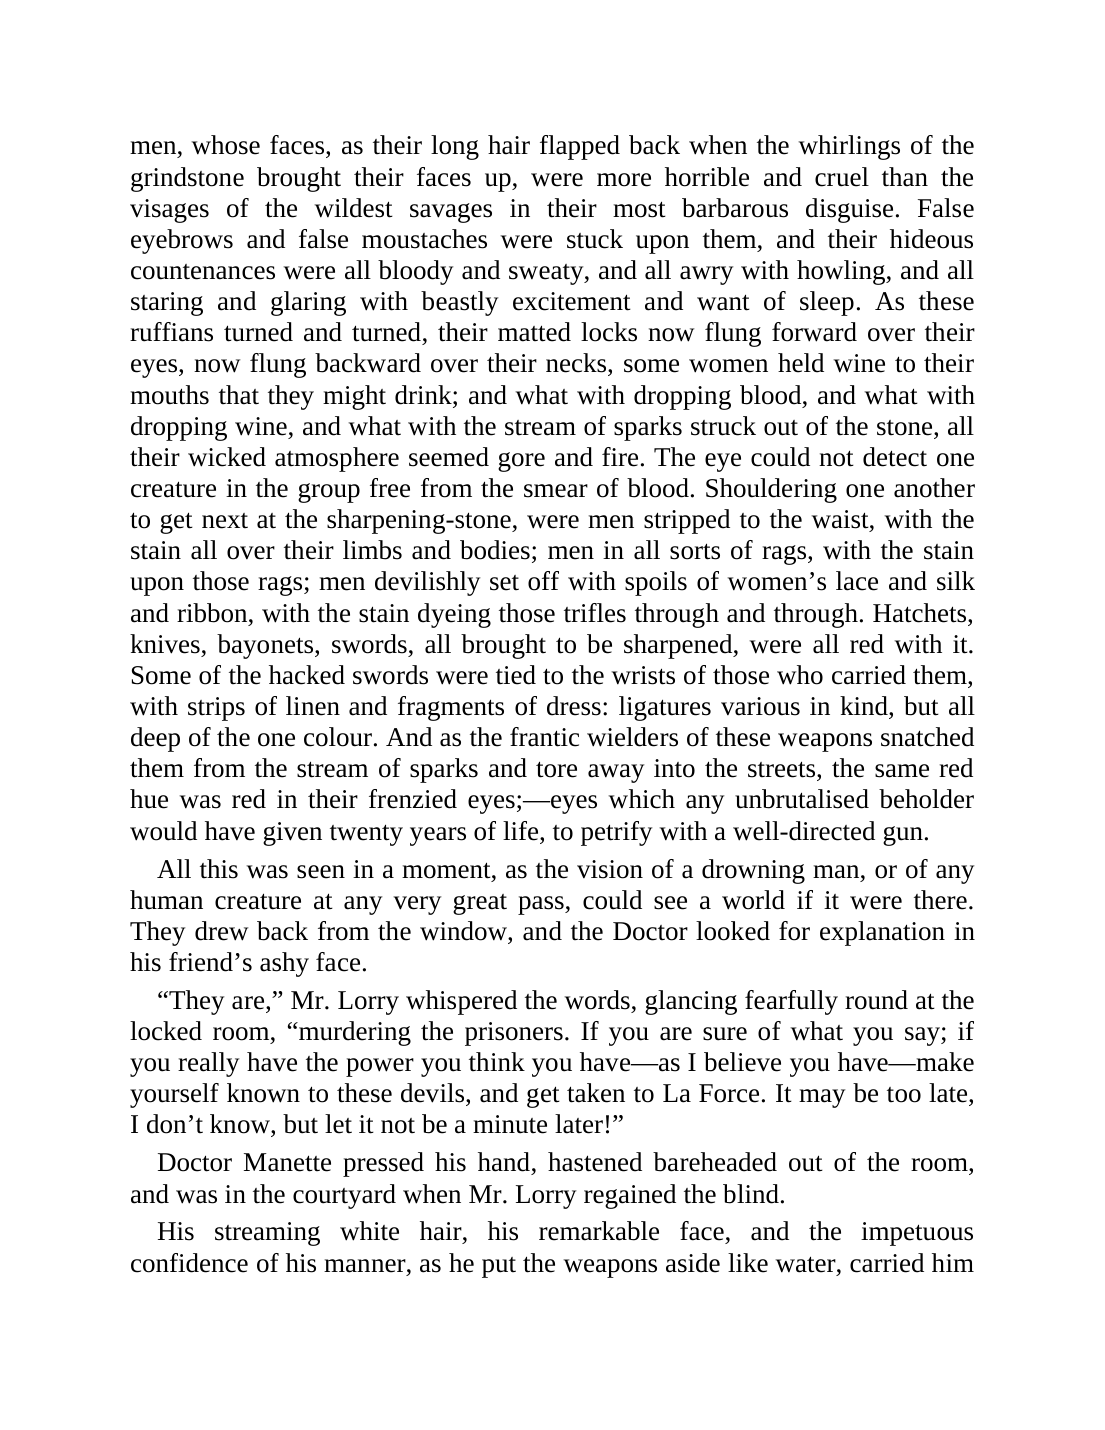 men, whose faces, as their long hair flapped back when the whirlings of the
grindstone brought their faces up, were more horrible and cruel than the
visages of the wildest savages in their most barbarous disguise. False
eyebrows and false moustaches were stuck upon them, and their hideous
countenances were all bloody and sweaty, and all awry with howling, and all
staring and glaring with beastly excitement and want of sleep. As these
ruffians turned and turned, their matted locks now flung forward over their
eyes, now flung backward over their necks, some women held wine to their
mouths that they might drink; and what with dropping blood, and what with
dropping wine, and what with the stream of sparks struck out of the stone, all
their wicked atmosphere seemed gore and fire. The eye could not detect one
creature in the group free from the smear of blood. Shouldering one another
to get next at the sharpening-stone, were men stripped to the waist, with the
stain all over their limbs and bodies; men in all sorts of rags, with the stain
upon those rags; men devilishly set off with spoils of women’s lace and silk
and ribbon, with the stain dyeing those trifles through and through. Hatchets,
knives, bayonets, swords, all brought to be sharpened, were all red with it.
Some of the hacked swords were tied to the wrists of those who carried them,
with strips of linen and fragments of dress: ligatures various in kind, but all
deep of the one colour. And as the frantic wielders of these weapons snatched
them from the stream of sparks and tore away into the streets, the same red
hue was red in their frenzied eyes;—eyes which any unbrutalised beholder
would have given twenty years of life, to petrify with a well-directed gun.
All this was seen in a moment, as the vision of a drowning man, or of any
human creature at any very great pass, could see a world if it were there.
They drew back from the window, and the Doctor looked for explanation in
his friend’s ashy face.
“They are,” Mr. Lorry whispered the words, glancing fearfully round at the
locked room, “murdering the prisoners. If you are sure of what you say; if
you really have the power you think you have—as I believe you have—make
yourself known to these devils, and get taken to La Force. It may be too late,
I don’t know, but let it not be a minute later!”
Doctor Manette pressed his hand, hastened bareheaded out of the room,
and was in the courtyard when Mr. Lorry regained the blind.
His streaming white hair, his remarkable face, and the impetuous
confidence of his manner, as he put the weapons aside like water, carried him